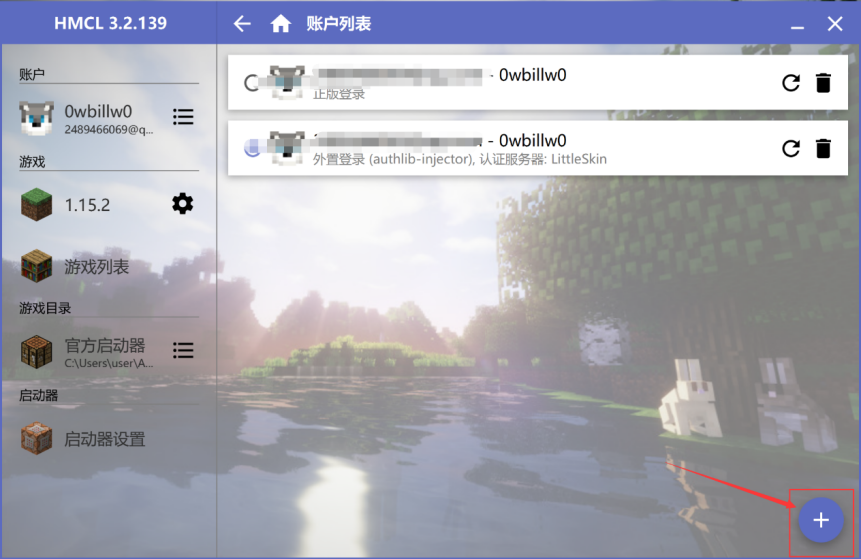 HMCL 3.2.139
账户列表
账户
0wbillw0
2489466069@q...
游戏
1.15.2
游戏列表
游戏目录
官方启动器
C:\Users\user\A...
启动器
启动器设置
- 0wbillw0
正版登录
- 0wbillw0
外置登录 (authlib-injector), 认证服务器: LittleSkin